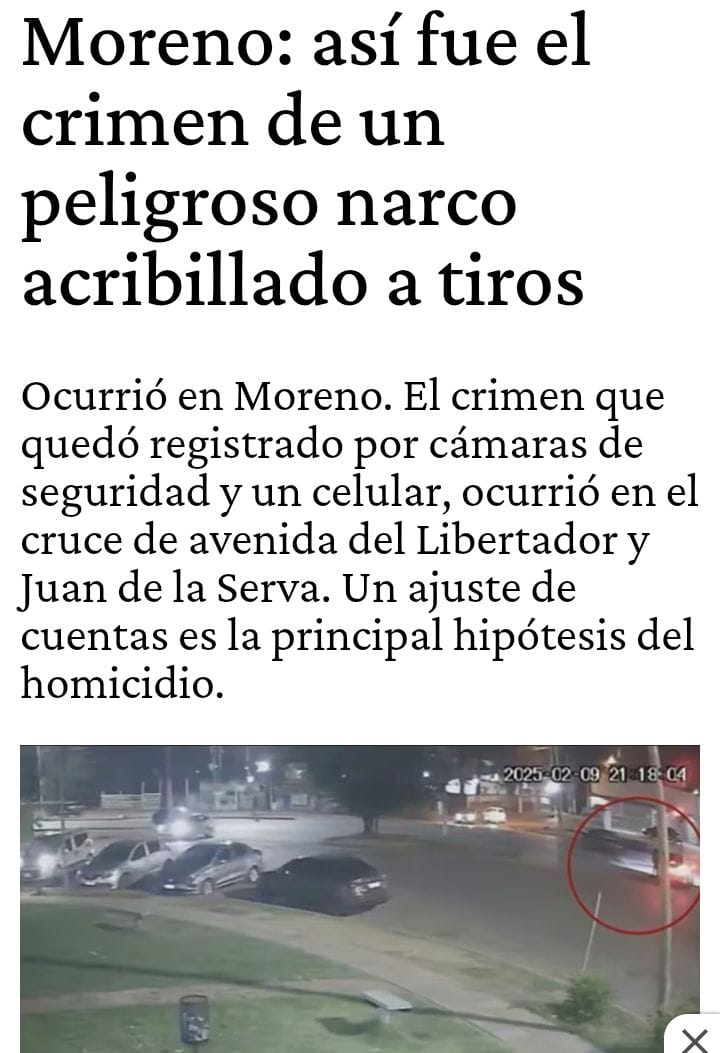 Moreno: así fue el
crimen de un
peligroso narco
acribillado a tiros
Ocurrió en Moreno. El crimen que
quedó registrado por cámaras de
seguridad y un celular, ocurrió en el
cruce de avenida del Libertador y
Juan de la Serva. Un ajuste de
cuentas es la principal hipótesis del
homicidio.
2025-02-09 21:18:04